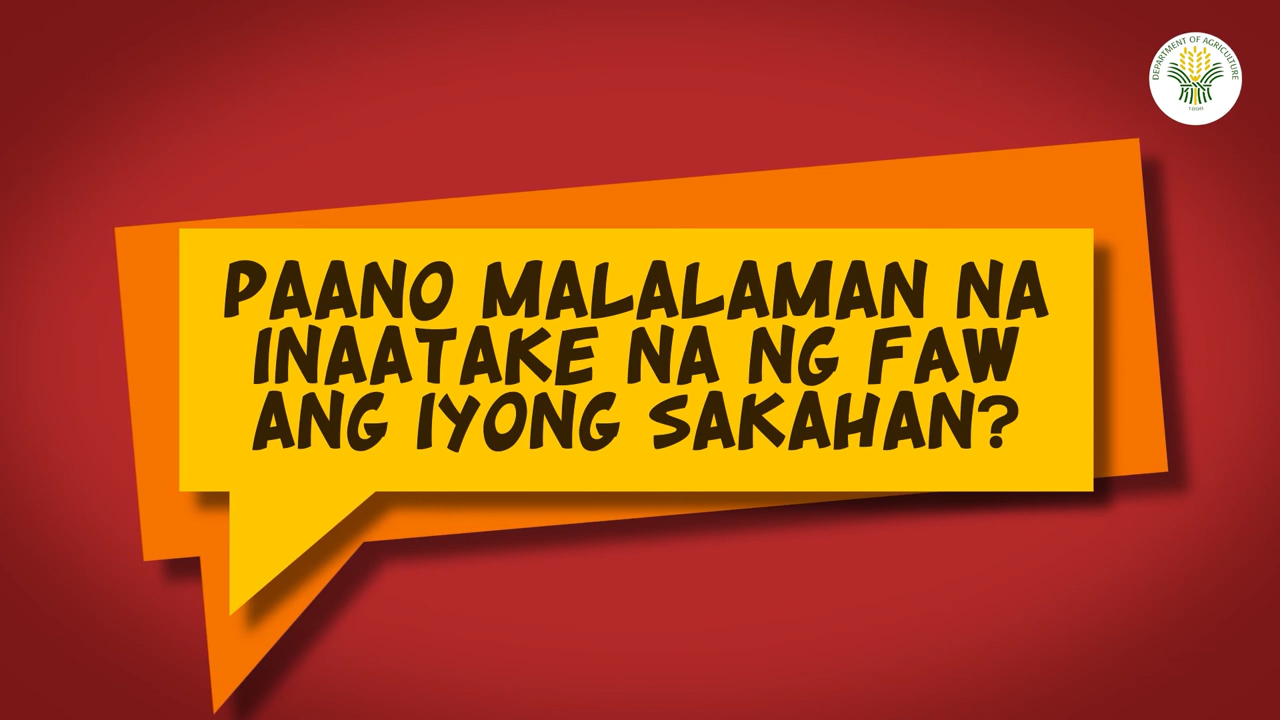 DEPARTMENT OF AGRICULTURE
PAANO MALALAMAN NA
INAATAKE NA NG FAW
ANG IYONG SAKAHAN?